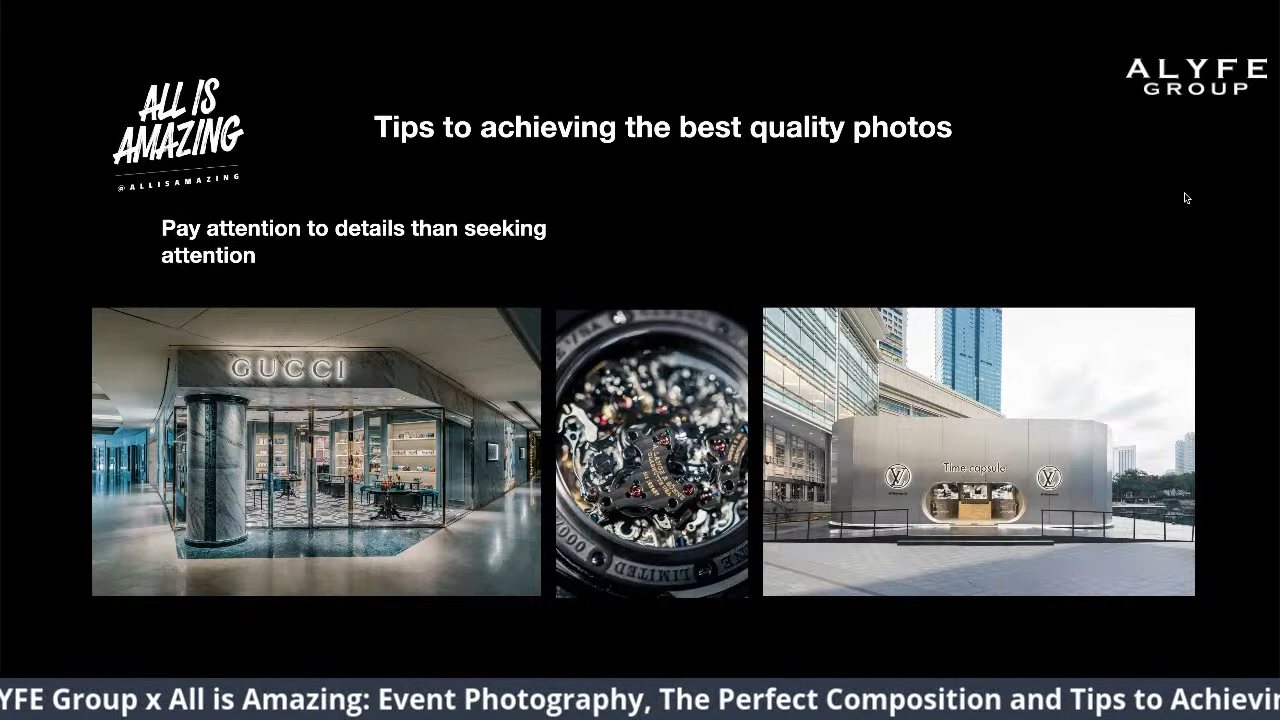 ALL IS
AMAZING
@ALLISAMAZING
ALYFE
GROUP
Tips to achieving the best quality photos
Pay attention to details than seeking
attention
GUCCI
LIMITED
Time capsule
YFE Group x All is Amazing: Event Photography, The Perfect Composition and Tips to Achievin